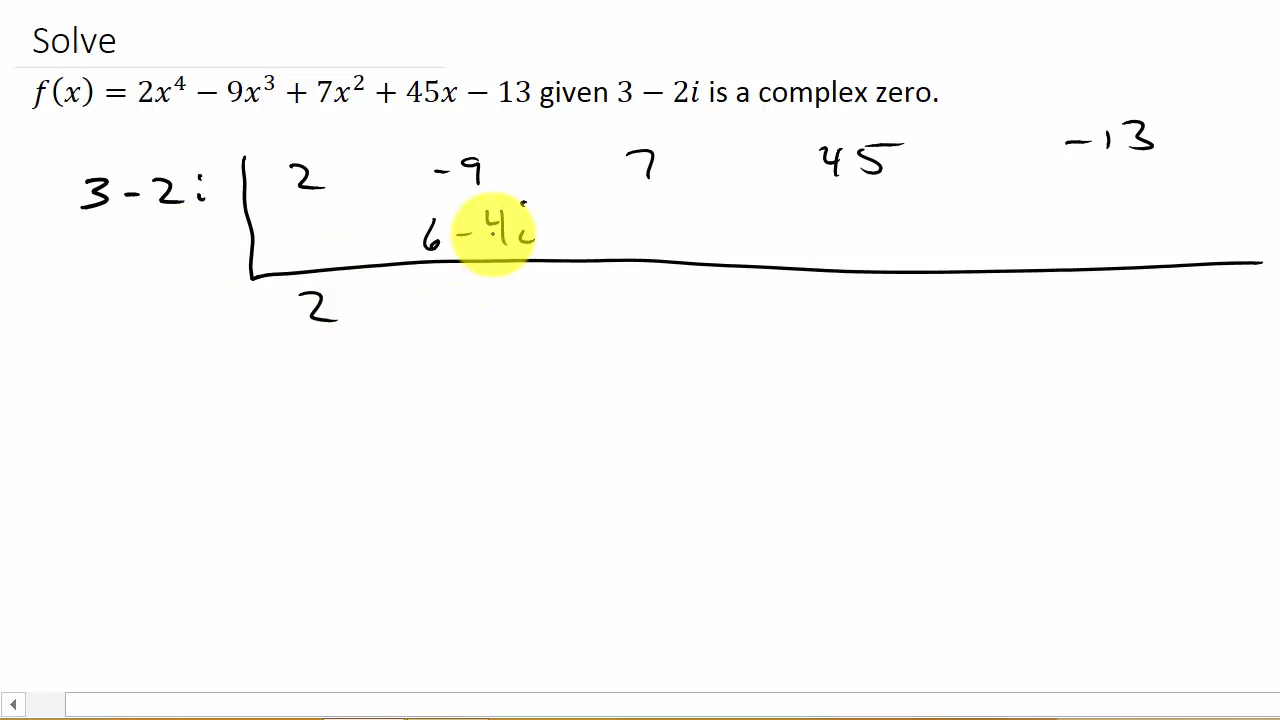 Solve
f(x) = 2x⁴ − 9x³ + 7x² + 45x − 13 given 3 − 2i is a complex zero.
3-2i 2 -9 7 45 -13
6-4i
2